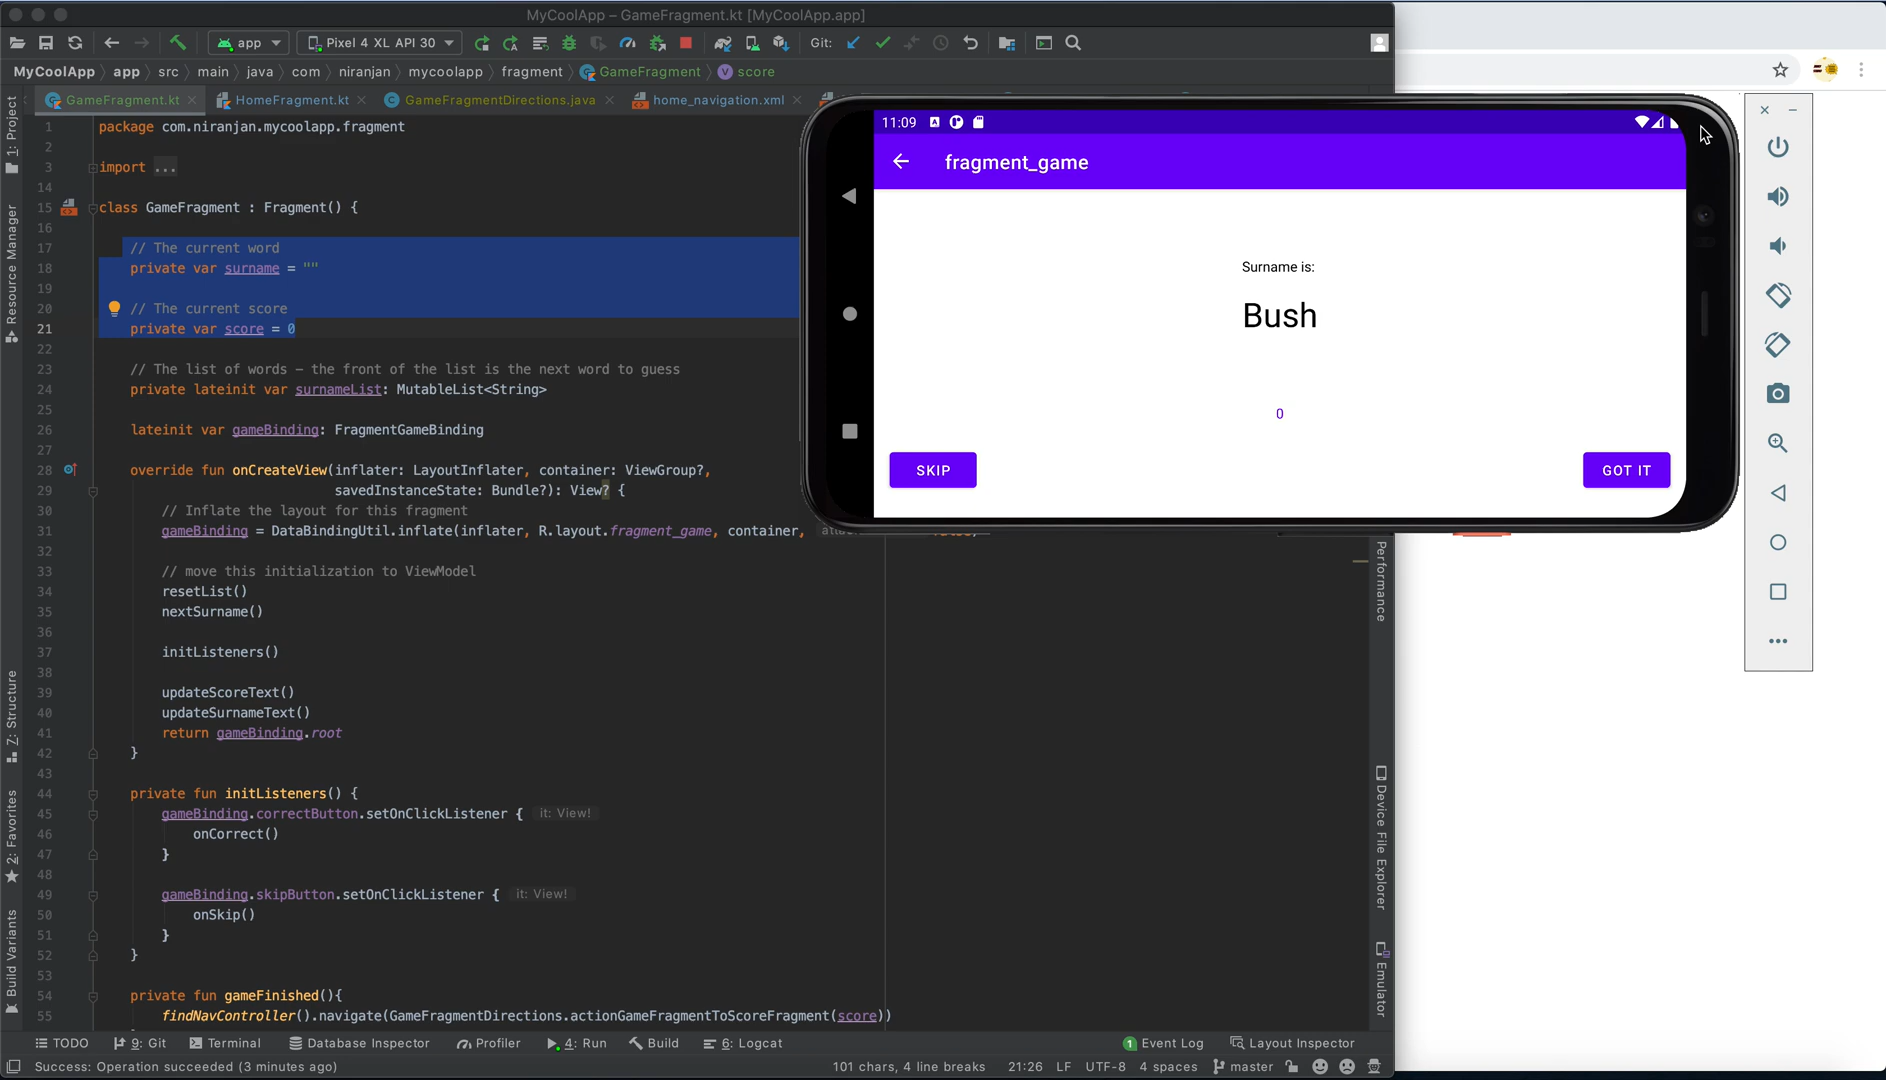 MyCoolApp – GameFragment.kt [MyCoolApp.app]
app
Pixel 4 XL API 30
Git:
MyCoolApp
app
src
main
java
com
niranjan
mycoolapp
fragment
GameFragment
score
GameFragment.kt
HomeFragment.kt
GameFragmentDirections.java
home_navigation.xml
1: Project
Resource Manager
Z: Structure
2: Favorites
Build Variants
1 package com.niranjan.mycoolapp.fragment
2
3 import ...
14
15 class GameFragment : Fragment() {
16
17 // The current word
18 private var surname = ""
19
20 // The current score
21 private var score = 0
22
23 // The list of words – the front of the list is the next word to guess
24 private lateinit var surnameList: MutableList<String>
25
26 lateinit var gameBinding: FragmentGameBinding
27
28 override fun onCreateView(inflater: LayoutInflater, container: ViewGroup?,
29 savedInstanceState: Bundle?): View? {
30 // Inflate the layout for this fragment
31 gameBinding = DataBindingUtil.inflate(inflater, R.layout.fragment_game, container,
32
33 // move this initialization to ViewModel
34 resetList()
35 nextSurname()
36
37 initListeners()
38
39 updateScoreText()
40 updateSurnameText()
41 return gameBinding.root
42 }
43
44 private fun initListeners() {
45 gameBinding.correctButton.setOnClickListener { it: View!
46 onCorrect()
47 }
48
49 gameBinding.skipButton.setOnClickListener { it: View!
50 onSkip()
51 }
52 }
53
54 private fun gameFinished(){
55 findNavController().navigate(GameFragmentDirections.actionGameFragmentToScoreFragment(score))
11:09
fragment_game
Surname is:
Bush
0
SKIP
GOT IT
Performance
Device File Explorer
Emulator
TODO
9: Git
Terminal
Database Inspector
Profiler
4: Run
Build
6: Logcat
1 Event Log
Layout Inspector
Success: Operation succeeded (3 minutes ago)
101 chars, 4 line breaks
21:26
LF
UTF-8
4 spaces
master